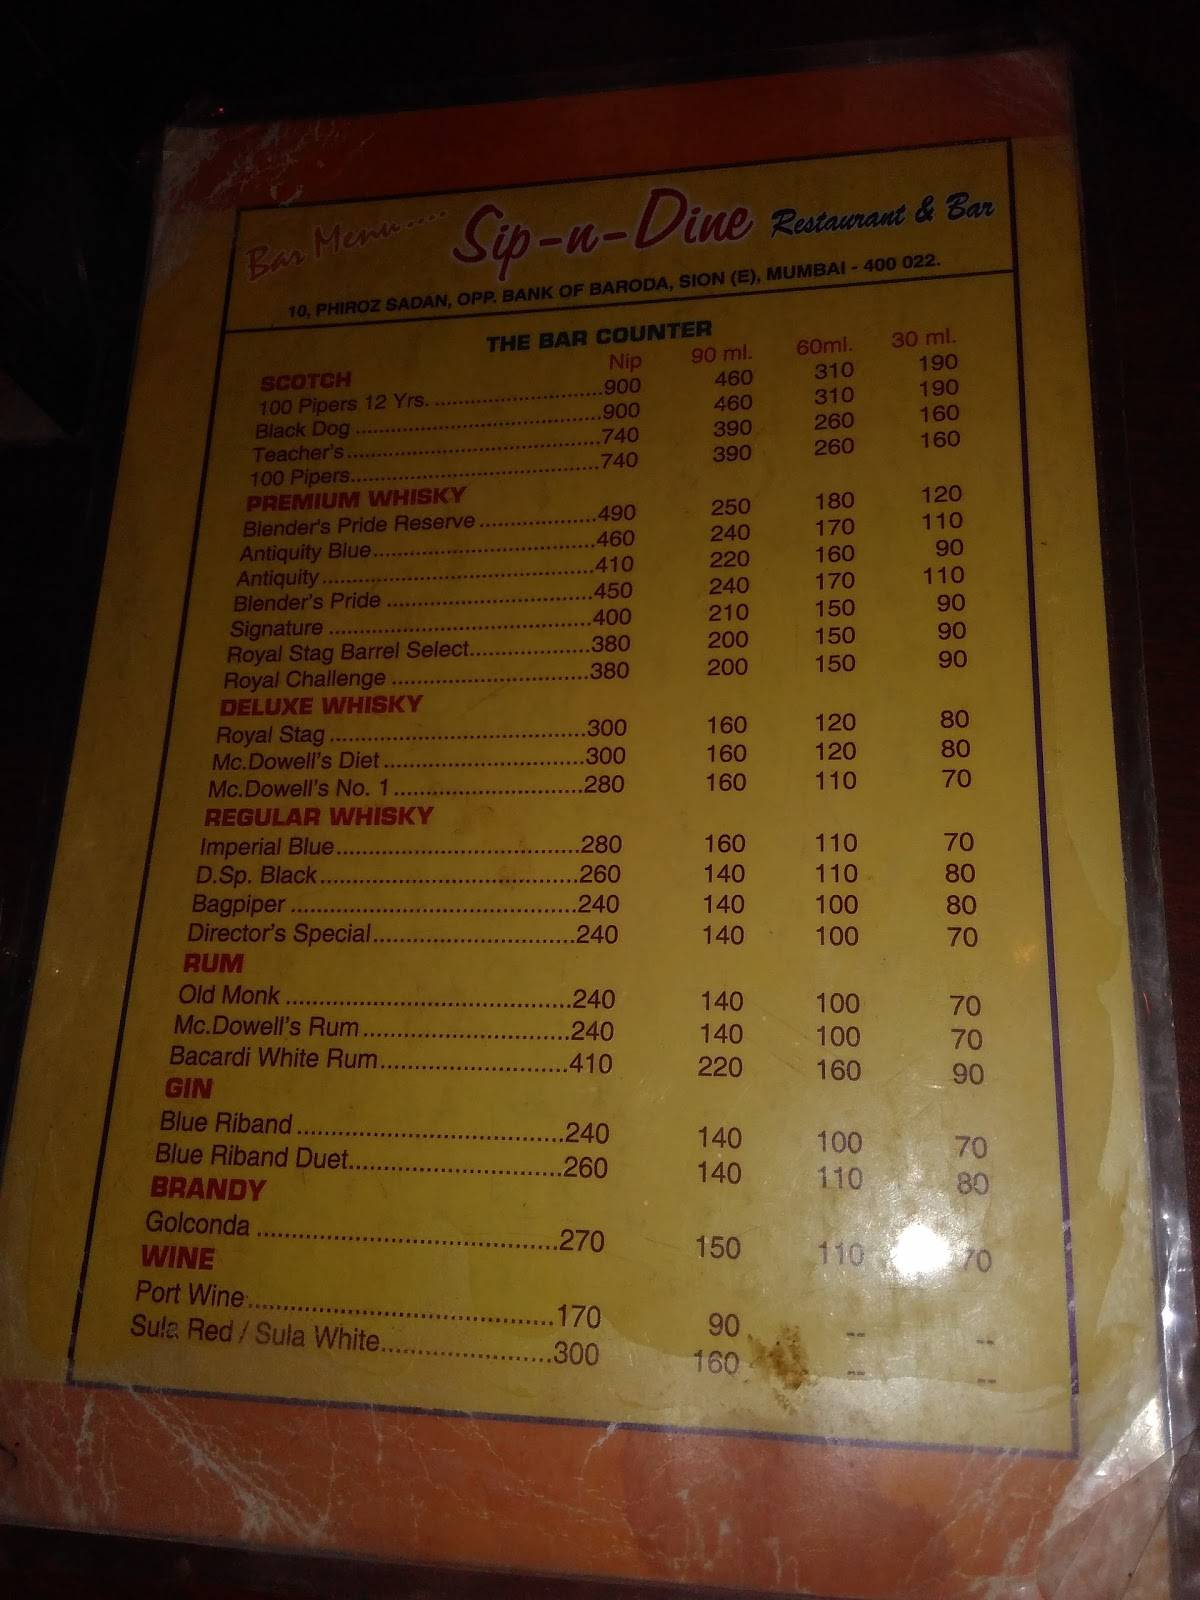 Bar Menu.... Sip-n-Dine Restaurant & Bar
10, PHIROZ SADAN, OPP. BANK OF BARODA, SION (E), MUMBAI - 400 022.
THE BAR COUNTER
SCOTCH Nip 90 ml. 60ml. 30 ml.
100 Pipers 12 Yrs. ........................900 460 310 190
Black Dog ....................................900 460 310 190
Teacher's.....................................740 390 260 160
100 Pipers....................................740 390 260 160
PREMIUM WHISKY
Blender's Pride Reserve .................490 250 180 120
Antiquity Blue................................460 240 170 110
Antiquity.......................................410 220 160 90
Blender's Pride ..............................450 240 170 110
Signature ......................................400 210 150 90
Royal Stag Barrel Select..................380 200 150 90
Royal Challenge .............................380 200 150 90
DELUXE WHISKY
Royal Stag .....................................300 160 120 80
Mc.Dowell's Diet .............................300 160 120 80
Mc.Dowell's No. 1............................280 160 110 70
REGULAR WHISKY
Imperial Blue...................................280 160 110 70
D.Sp. Black.....................................260 140 110 80
Bagpiper ........................................240 140 100 80
Director's Special.............................240 140 100 70
RUM
Old Monk ........................................240 140 100 70
Mc.Dowell's Rum .............................240 140 100 70
Bacardi White Rum..........................410 220 160 90
GIN
Blue Riband .....................................240 140 100 70
Blue Riband Duet..............................260 140 110 80
BRANDY
Golconda .........................................270 150 110 70
WINE
Port Wine.........................................170 90 -- --
Sula Red / Sula White........................300 160 -- --